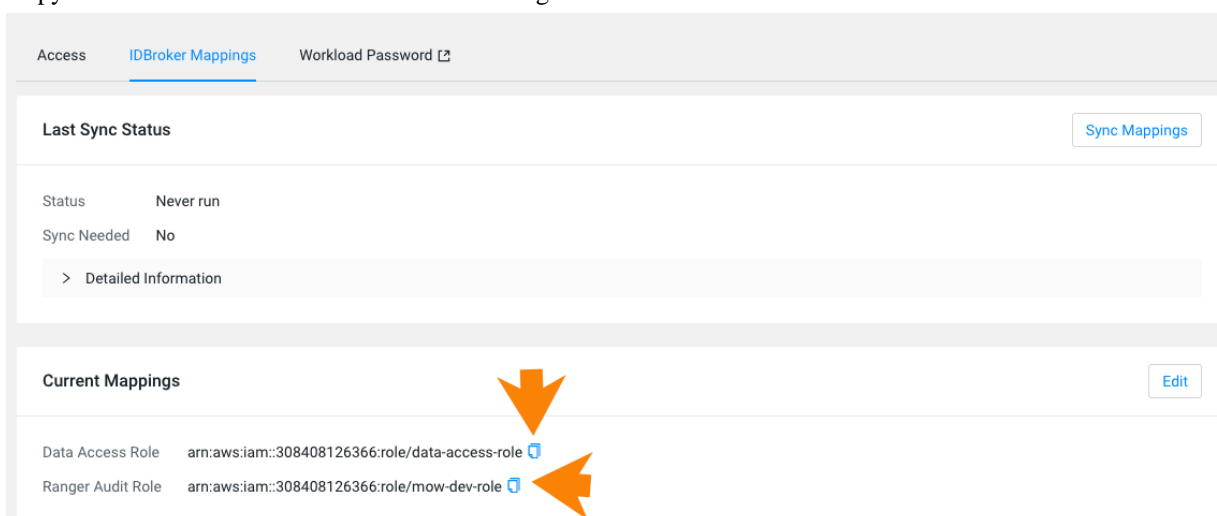 Access IDBroker Mappings Workload Password
Last Sync Status
Sync Mappings
Status Never run
Sync Needed No
> Detailed Information
Current Mappings
Edit
Data Access Role arn:aws:iam::308408126366:role/data-access-role
Ranger Audit Role arn:aws:iam::308408126366:role/mow-dev-role